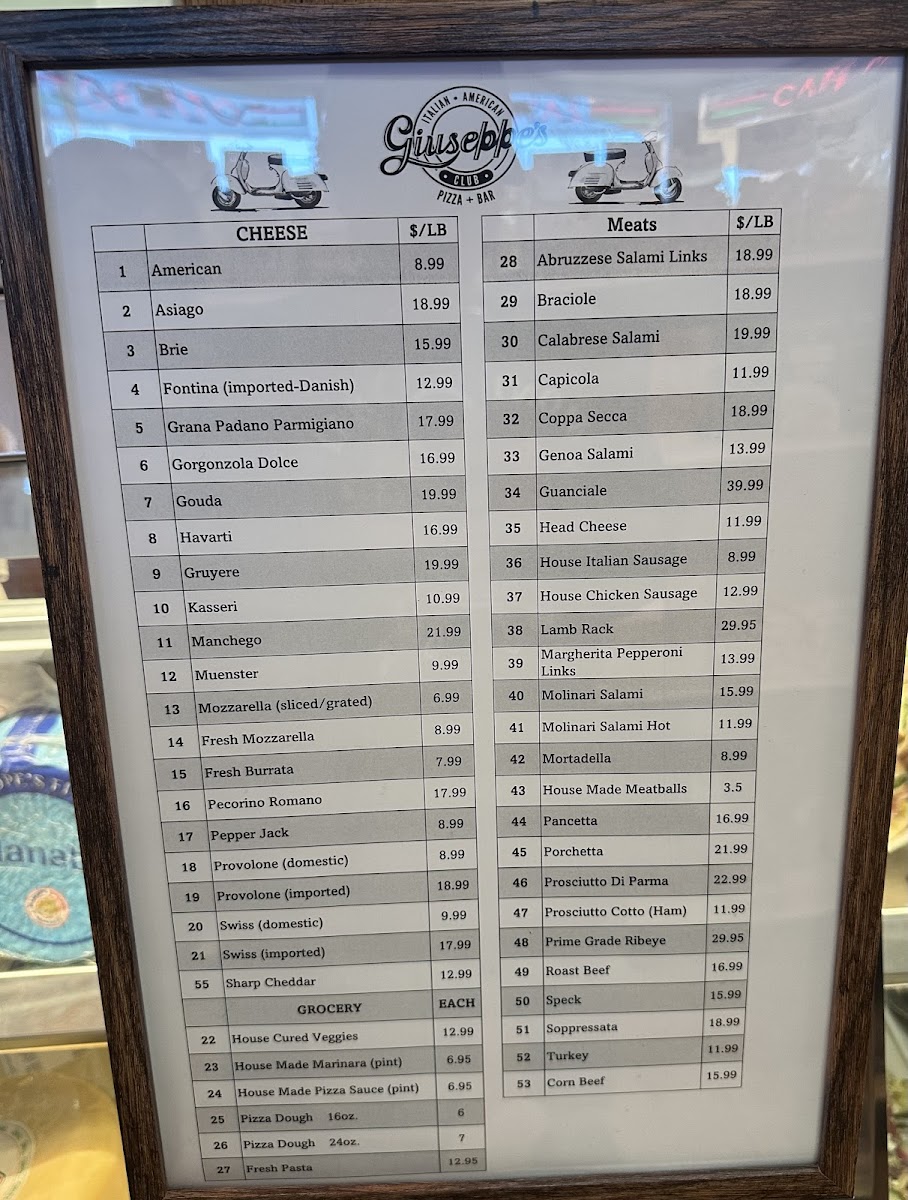 ITALIAN + AMERICAN
Giuseppe's
• CLUB •
PIZZA + BAR
CHEESE $/LB
1 American 8.99
2 Asiago 18.99
3 Brie 15.99
4 Fontina (imported-Danish) 12.99
5 Grana Padano Parmigiano 17.99
6 Gorgonzola Dolce 16.99
7 Gouda 19.99
8 Havarti 16.99
9 Gruyere 19.99
10 Kasseri 10.99
11 Manchego 21.99
12 Muenster 9.99
13 Mozzarella (sliced/grated) 6.99
14 Fresh Mozzarella 8.99
15 Fresh Burrata 7.99
16 Pecorino Romano 17.99
17 Pepper Jack 8.99
18 Provolone (domestic) 8.99
19 Provolone (imported) 18.99
20 Swiss (domestic) 9.99
21 Swiss (imported) 17.99
55 Sharp Cheddar 12.99
GROCERY EACH
22 House Cured Veggies 12.99
23 House Made Marinara (pint) 6.95
24 House Made Pizza Sauce (pint) 6.95
25 Pizza Dough 16oz. 6
26 Pizza Dough 24oz. 7
27 Fresh Pasta 12.95
Meats $/LB
28 Abruzzese Salami Links 18.99
29 Braciole 18.99
30 Calabrese Salami 19.99
31 Capicola 11.99
32 Coppa Secca 18.99
33 Genoa Salami 13.99
34 Guanciale 39.99
35 Head Cheese 11.99
36 House Italian Sausage 8.99
37 House Chicken Sausage 12.99
38 Lamb Rack 29.95
39 Margherita Pepperoni
Links 13.99
40 Molinari Salami 15.99
41 Molinari Salami Hot 11.99
42 Mortadella 8.99
43 House Made Meatballs 3.5
44 Pancetta 16.99
45 Porchetta 21.99
46 Prosciutto Di Parma 22.99
47 Prosciutto Cotto (Ham) 11.99
48 Prime Grade Ribeye 29.95
49 Roast Beef 16.99
50 Speck 15.99
51 Soppressata 18.99
52 Turkey 11.99
53 Corn Beef 15.99